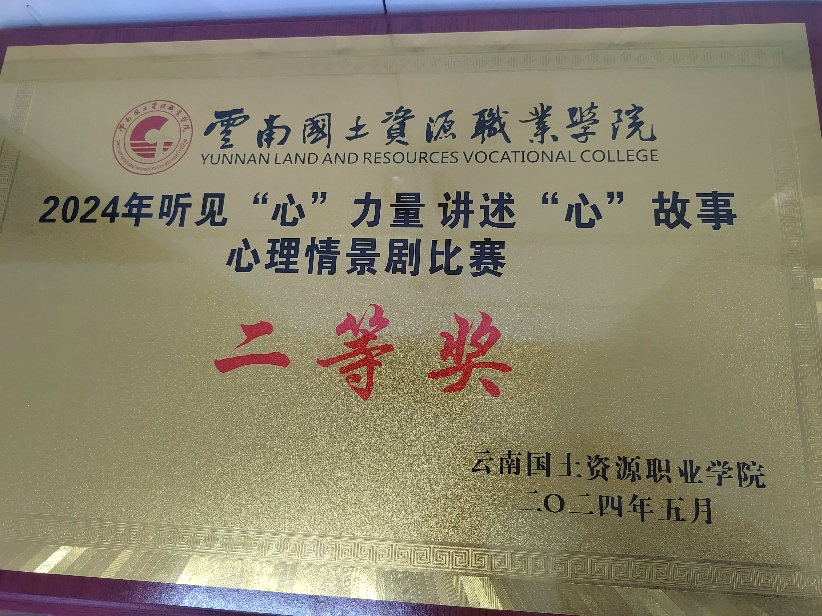 雲南國土資源職業學院
YUNNAN LAND AND RESOURCES VOCATIONAL COLLEGE
2024年听见“心”力量 讲述“心”故事
心理情景剧比赛
二等奖
云南国土资源职业学院
二〇二四年五月